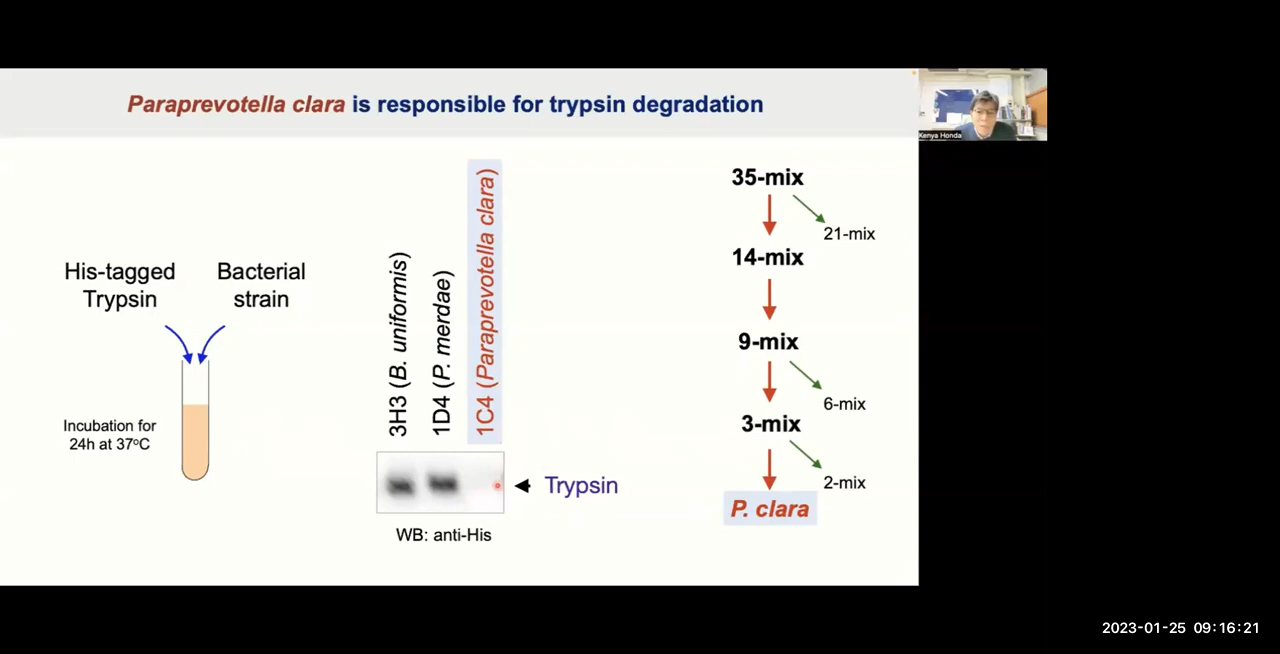 Paraprevotella clara is responsible for trypsin degradation
Kenya Honda
His-tagged
Trypsin
Bacterial
strain
Incubation for
24h at 37°C
3H3 (B. uniformis)
1D4 (P. merdae)
1C4 (Paraprevotella clara)
Trypsin
WB: anti-His
35-mix
21-mix
14-mix
9-mix
6-mix
3-mix
2-mix
P. clara
2023-01-25 09:16:21